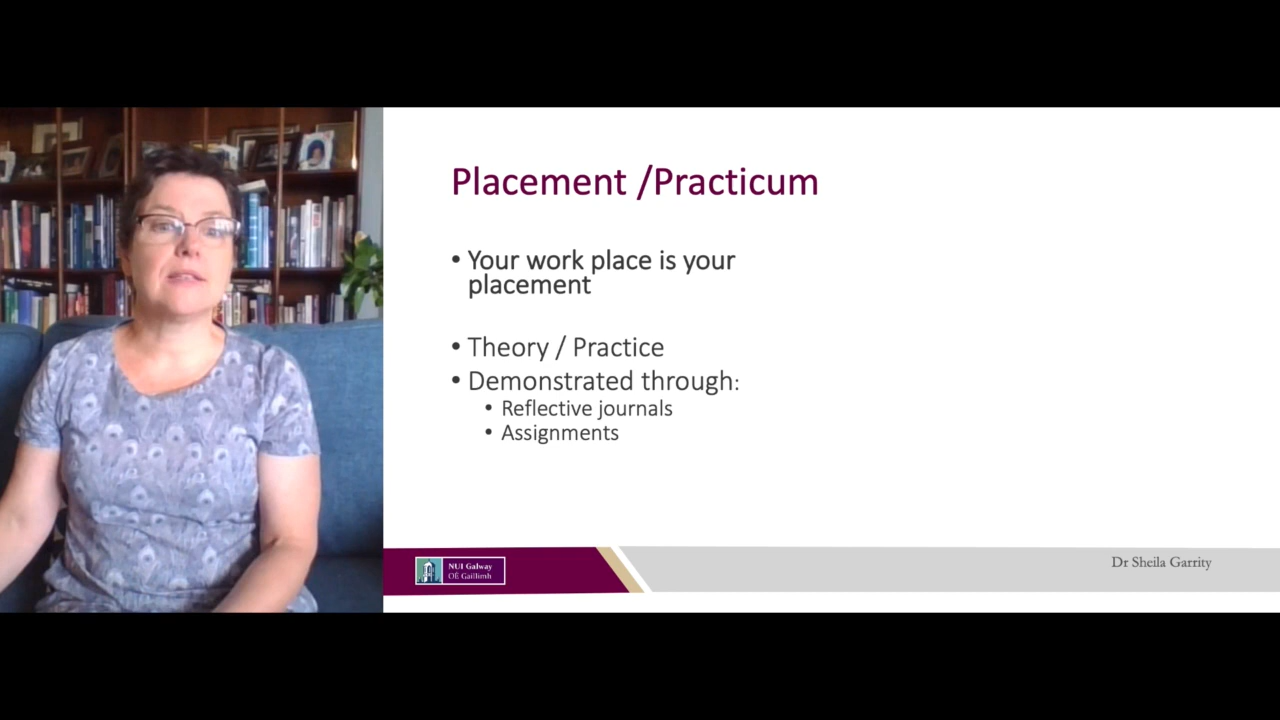 Placement /Practicum
• Your work place is your
placement
• Theory / Practice
• Demonstrated through:
• Reflective journals
• Assignments
NUI Galway
OÉ Gaillimh
Dr Sheila Garrity